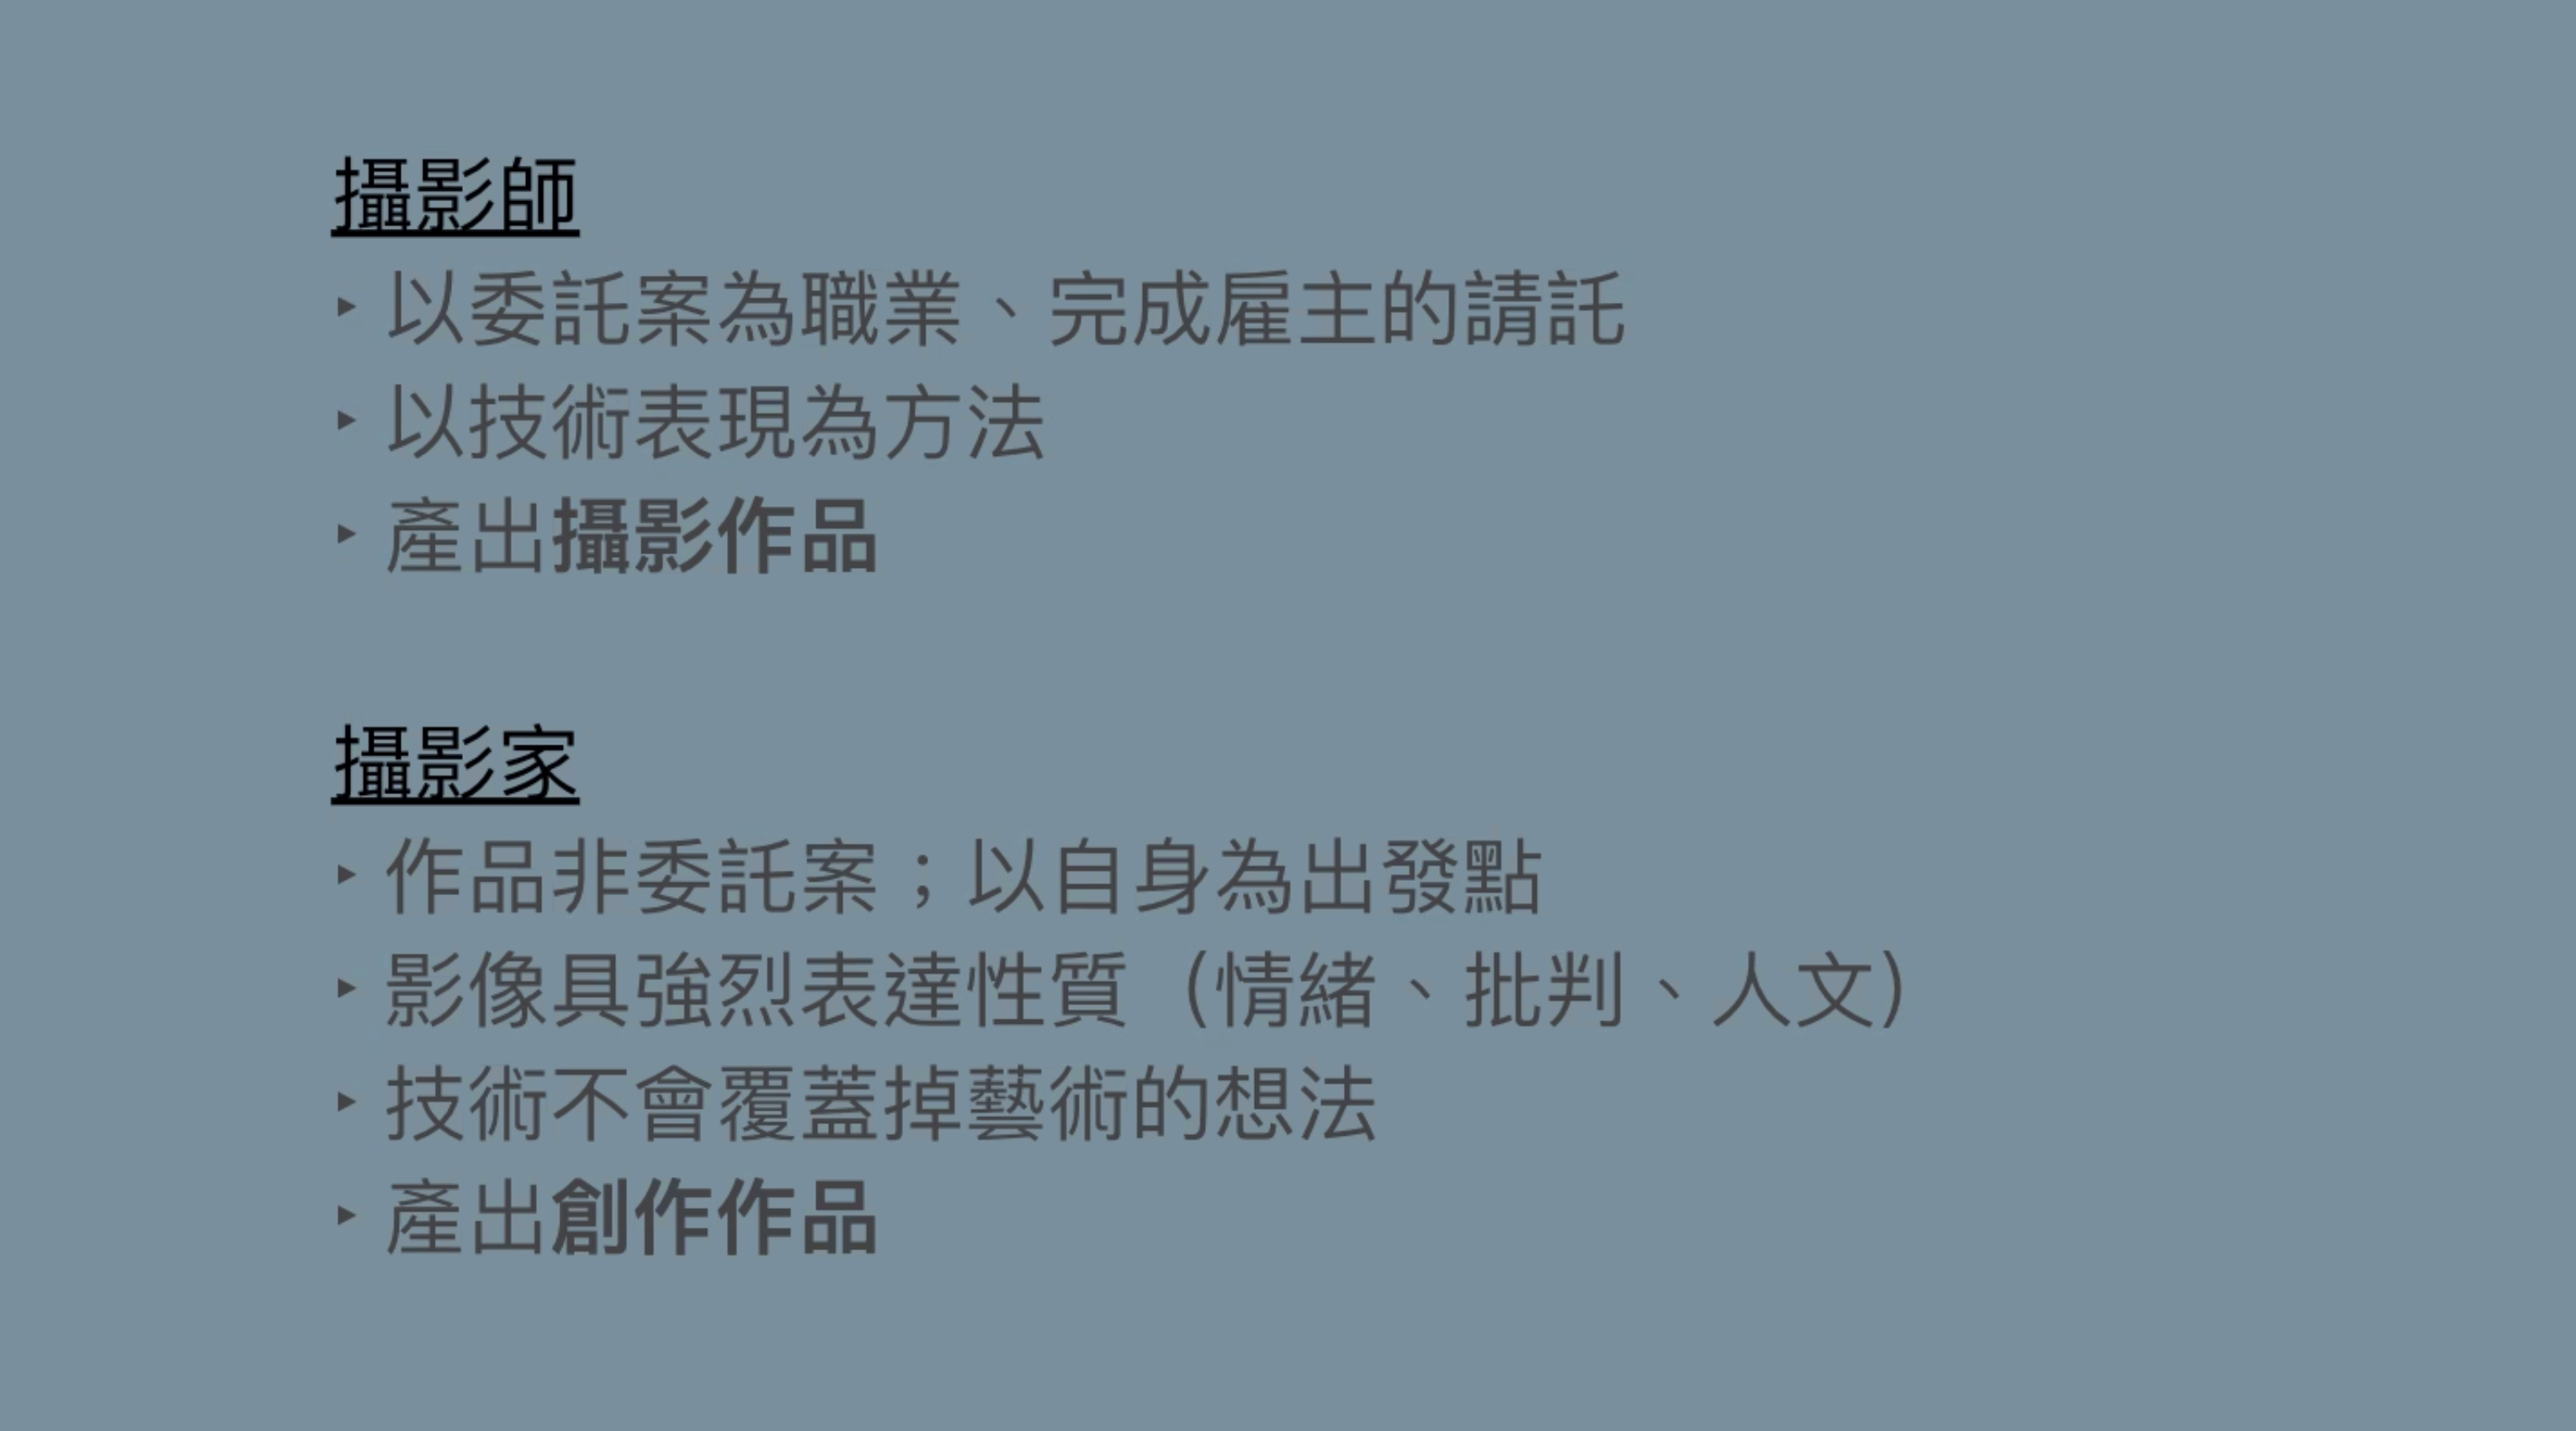 攝影師
‣ 以委託案為職業、完成雇主的請託
‣ 以技術表現為方法
‣ 產出攝影作品
攝影家
‣ 作品非委託案；以自身為出發點
‣ 影像具強烈表達性質（情緒、批判、人文）
‣ 技術不會覆蓋掉藝術的想法
‣ 產出創作作品